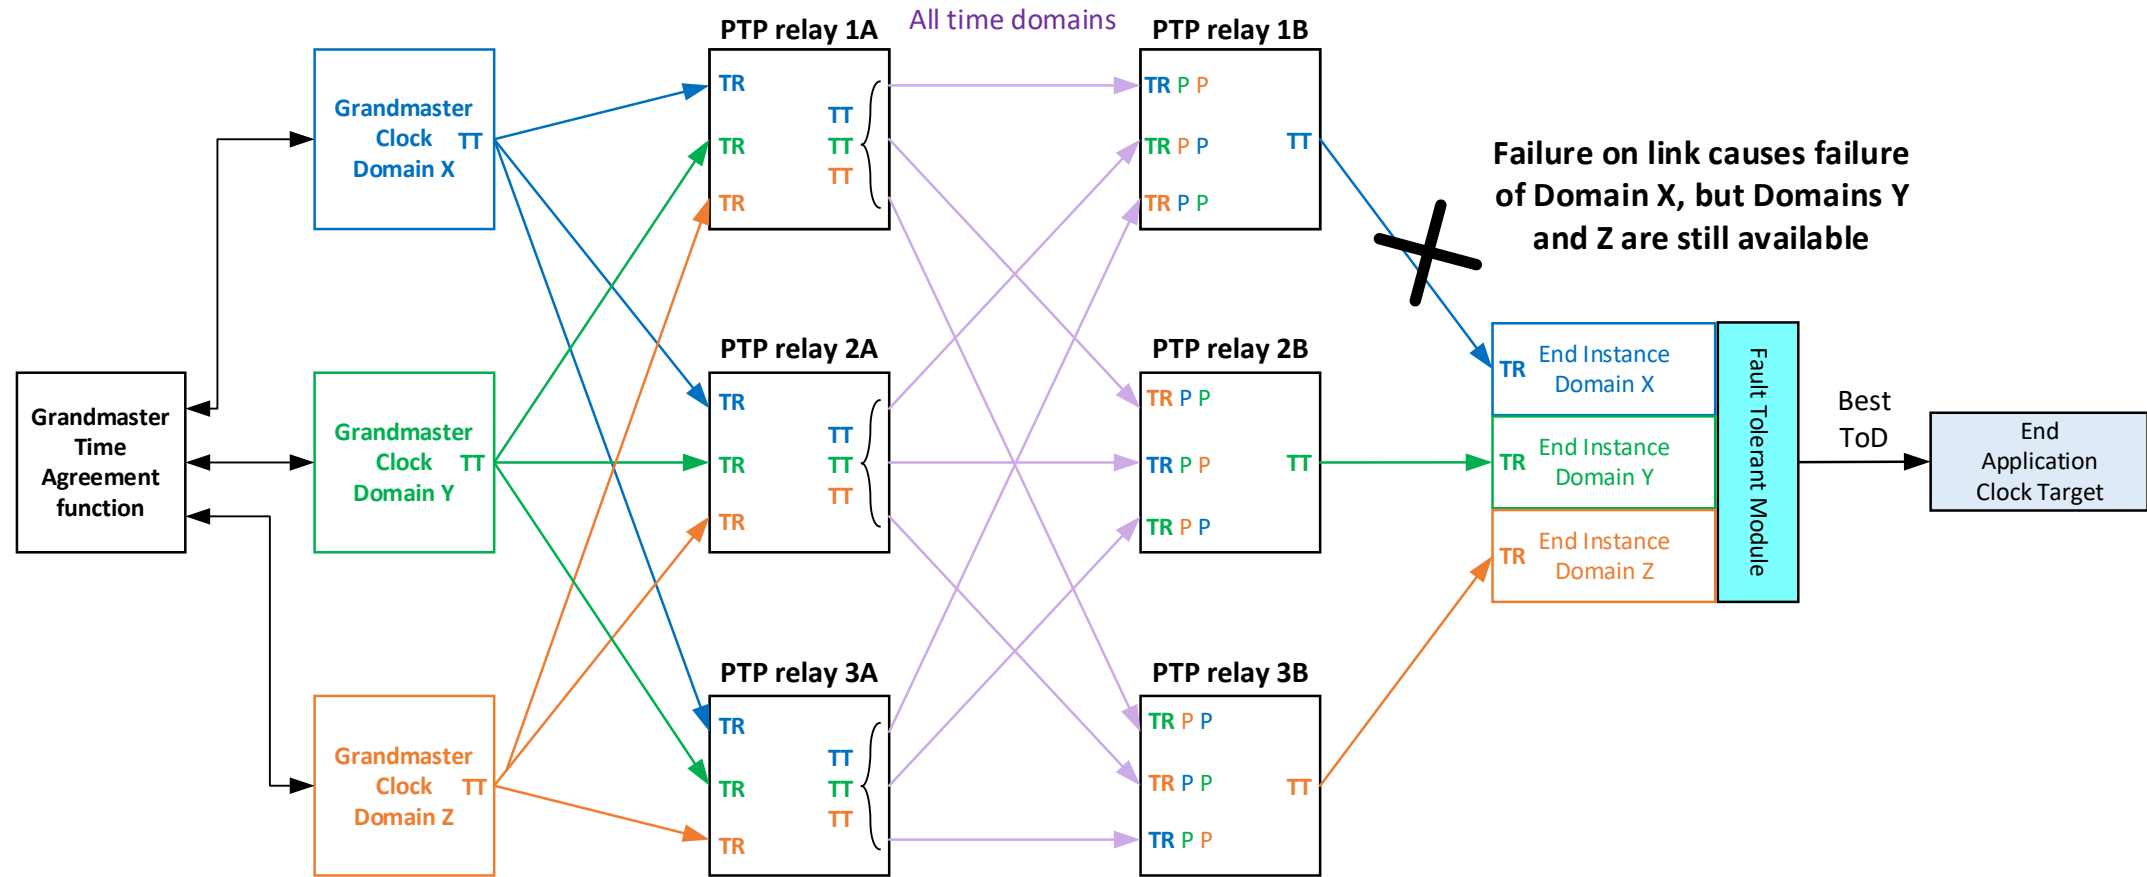 All time domains
PTP relay 1A
PTP relay 1B
Grandmaster
Clock
Domain X
TT
TR
TR
TR
TT
TT
TT
TR P P
TR P P
TR P P
TT
Failure on link causes failure
of Domain X, but Domains Y
and Z are still available
PTP relay 2A
PTP relay 2B
Grandmaster
Time
Agreement
function
Grandmaster
Clock
Domain Y
TT
TR
TR
TR
TT
TT
TT
TR P P
TR P P
TR P P
TT
TR
End Instance
Domain X
TR
End Instance
Domain Y
TR
End Instance
Domain Z
Fault Tolerant Module
Best
ToD
End
Application
Clock Target
PTP relay 3A
PTP relay 3B
Grandmaster
Clock
Domain Z
TT
TR
TR
TR
TT
TT
TT
TR P P
TR P P
TR P P
TT